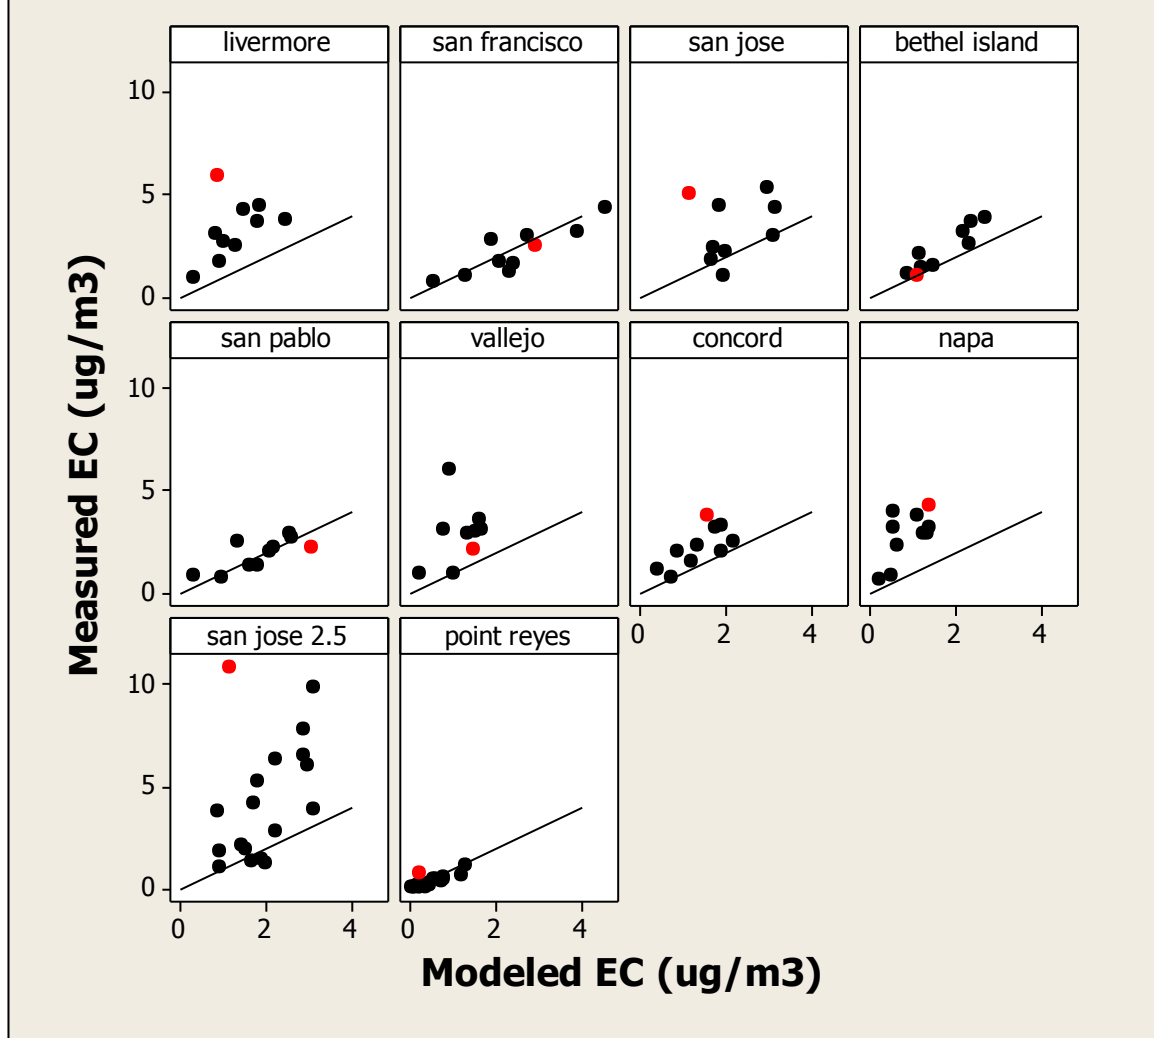 livermore san francisco san jose bethel island
10
5
0
san pablo vallejo concord napa
10
5
0
0 2 4 0 2 4
san jose 2.5 point reyes
10
5
0
0 2 4 0 2 4
Measured EC (ug/m3)
Modeled EC (ug/m3)